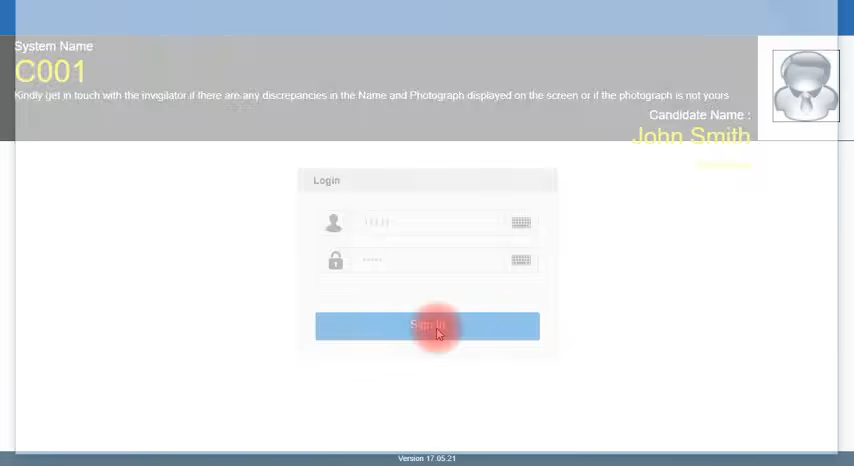 System Name
C001
Kindly get in touch with the invigilator if there are any discrepancies in the Name and Photograph displayed on the screen or if the photograph is not yours
Candidate Name :
John Smith
Login
Sign In
Version 17.05.21